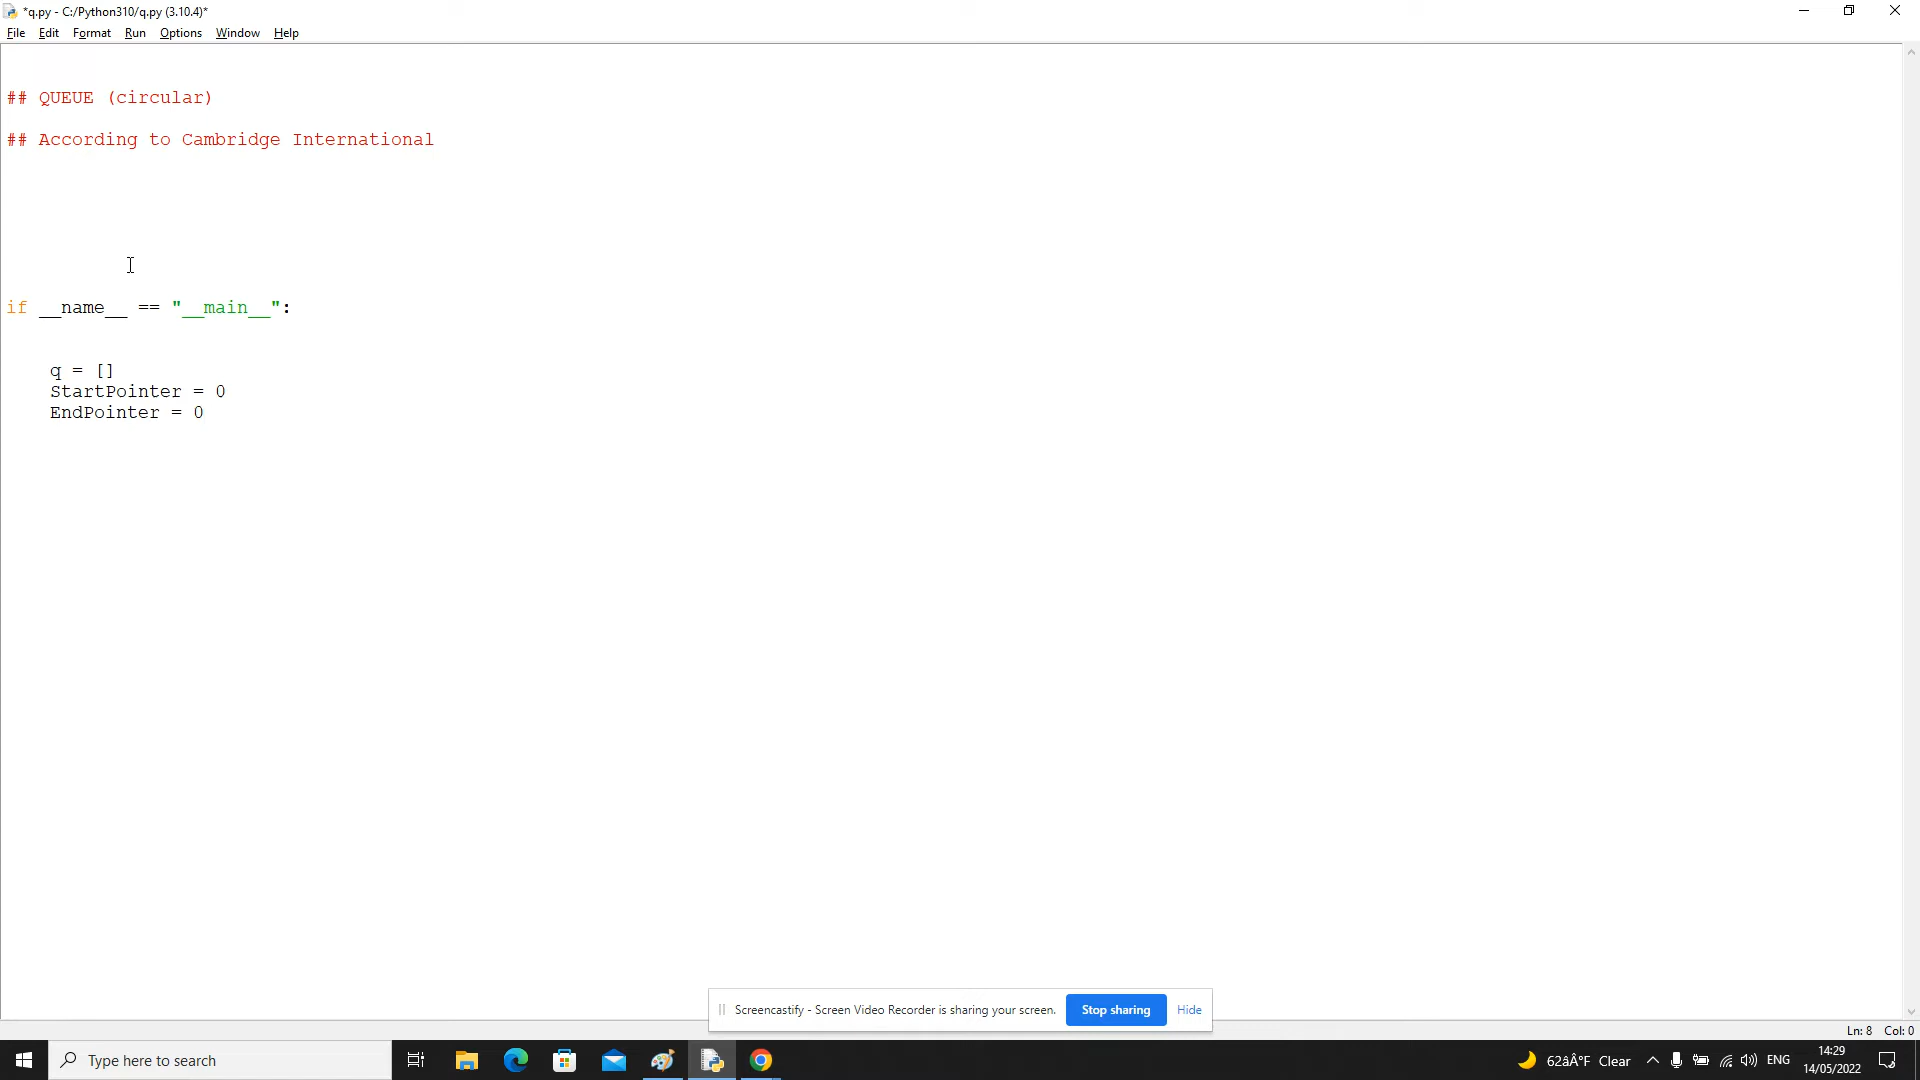 *q.py - C:/Python310/q.py (3.10.4)*
File Edit Format Run Options Window Help
## QUEUE (circular)
## According to Cambridge International
if __name__ == "__main__":
q = []
StartPointer = 0
EndPointer = 0
Screencastify - Screen Video Recorder is sharing your screen. Stop sharing Hide
Ln: 8 Col: 0
Type here to search
62â°F Clear
ENG
14:29
14/05/2022